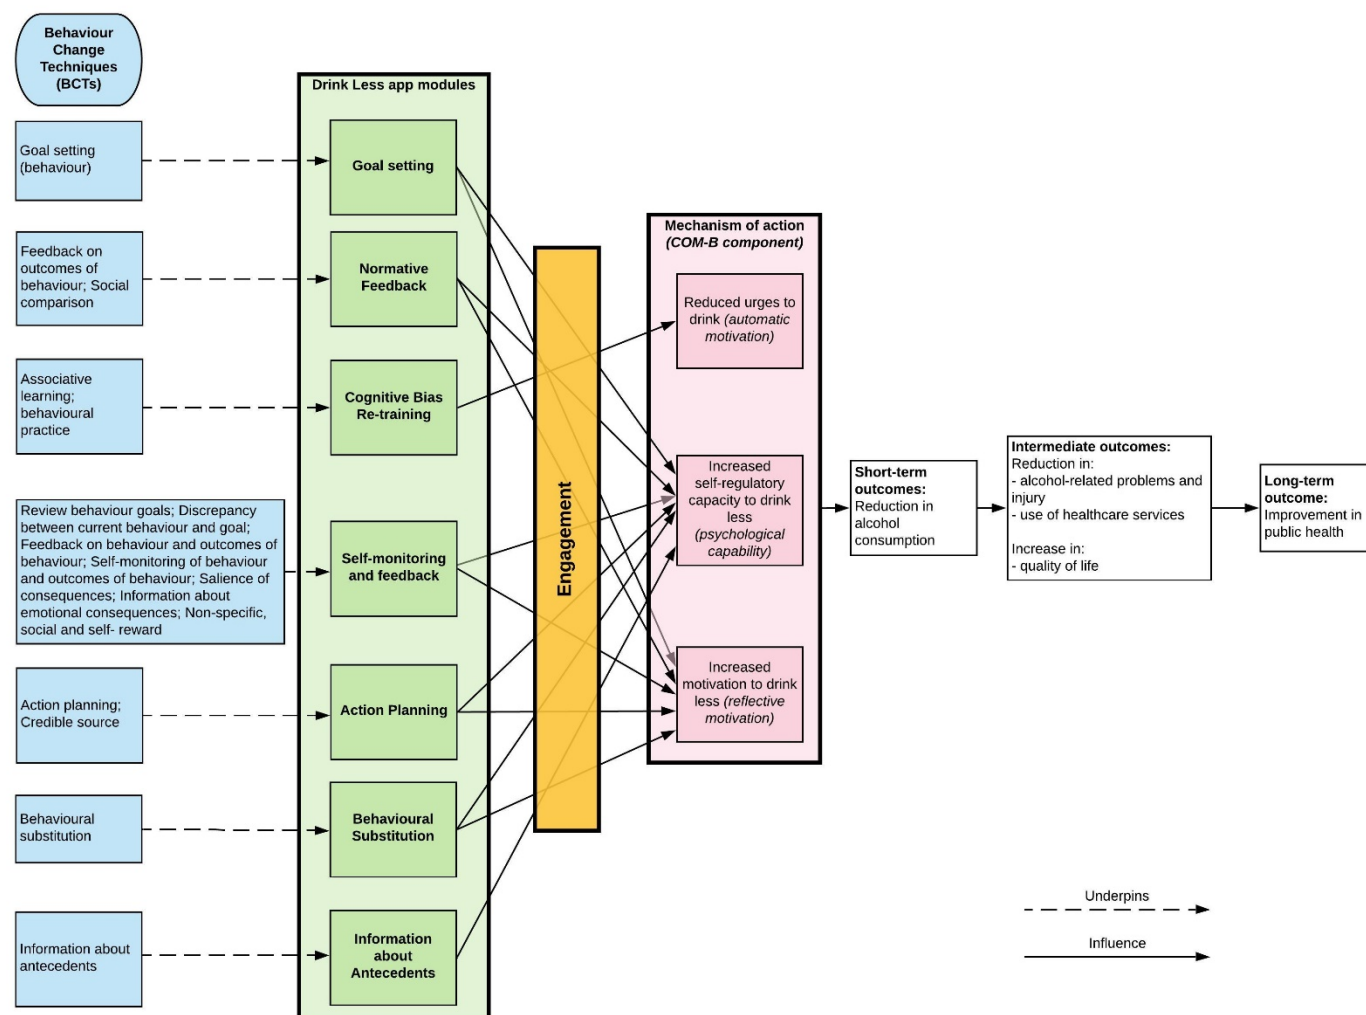 Behaviour
Change
Techniques
(BCTs)
Goal setting
(behaviour)
Feedback on
outcomes of
behaviour; Social
comparison
Associative
learning;
behavioural
practice
Review behaviour goals; Discrepancy
between current behaviour and goal;
Feedback on behaviour and outcomes of
behaviour; Self-monitoring of behaviour
and outcomes of behaviour; Salience of
consequences; Information about
emotional consequences; Non-specific,
social and self- reward
Action planning;
Credible source
Behavioural
substitution
Information about
antecedents
Drink Less app modules
Goal setting
Normative
Feedback
Cognitive Bias
Re-training
Self-monitoring
and feedback
Action Planning
Behavioural
Substitution
Information
about
Antecedents
Engagement
Mechanism of action
(COM-B component)
Reduced urges to
drink (automatic
motivation)
Increased
self-regulatory
capacity to drink
less
(psychological
capability)
Increased
motivation to drink
less (reflective
motivation)
Short-term
outcomes:
Reduction in
alcohol
consumption
Intermediate outcomes:
Reduction in:
- alcohol-related problems and
injury
- use of healthcare services
Increase in:
- quality of life
Long-term
outcome:
Improvement in
public health
Underpins
Influence